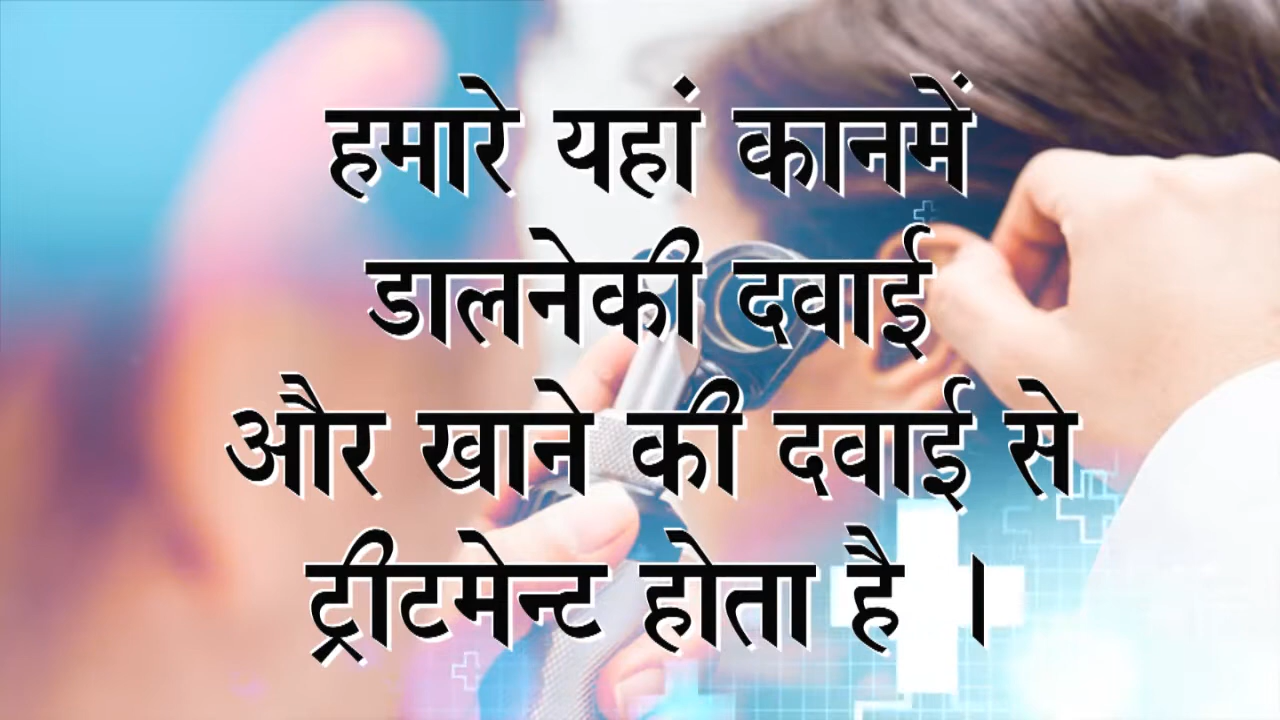 हमारे यहां कानमें
डालनेकी दवाई
और खाने की दवाई से
ट्रीटमेन्ट होता है ।